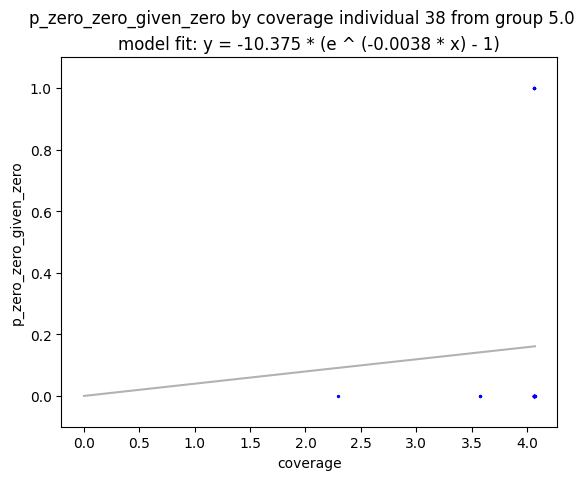 p_zero_zero_given_zero by coverage individual 38 from group 5.0
model fit: y = -10.375 * (e ^ (-0.0038 * x) - 1)
1.0
0.8
0.6
0.4
0.2
0.0
p_zero_zero_given_zero
0.0 0.5 1.0 1.5 2.0 2.5 3.0 3.5 4.0
coverage